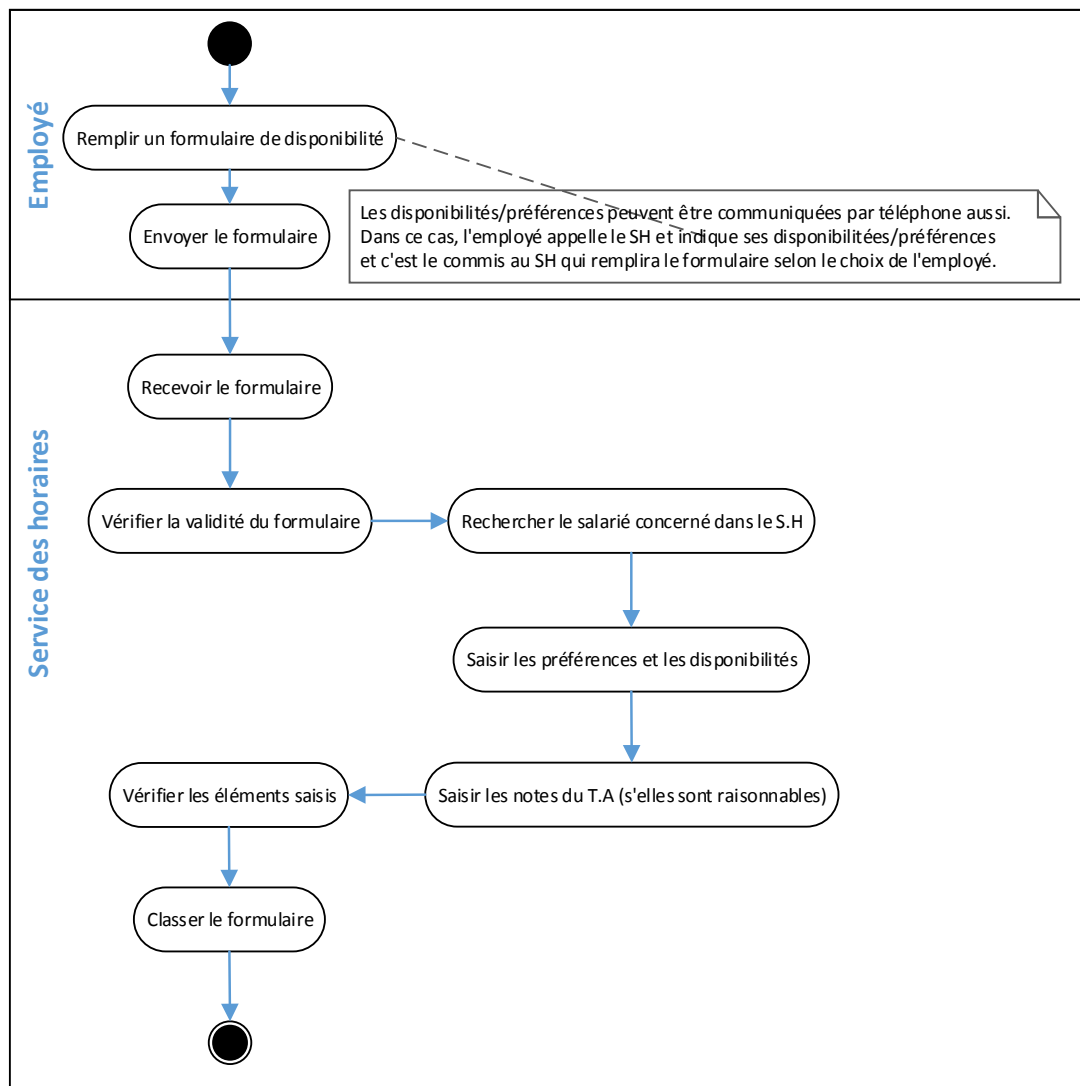 Employé
Remplir un formulaire de disponibilité
Envoyer le formulaire
Les disponibilités/préférences peuvent être communiquées par téléphone aussi.
Dans ce cas, l'employé appelle le SH et indique ses disponibilitées/préférences
et c'est le commis au SH qui remplira le formulaire selon le choix de l'employé.
Service des horaires
Recevoir le formulaire
Vérifier la validité du formulaire
Rechercher le salarié concerné dans le S.H
Saisir les préférences et les disponibilités
Saisir les notes du T.A (s'elles sont raisonnables)
Vérifier les éléments saisis
Classer le formulaire